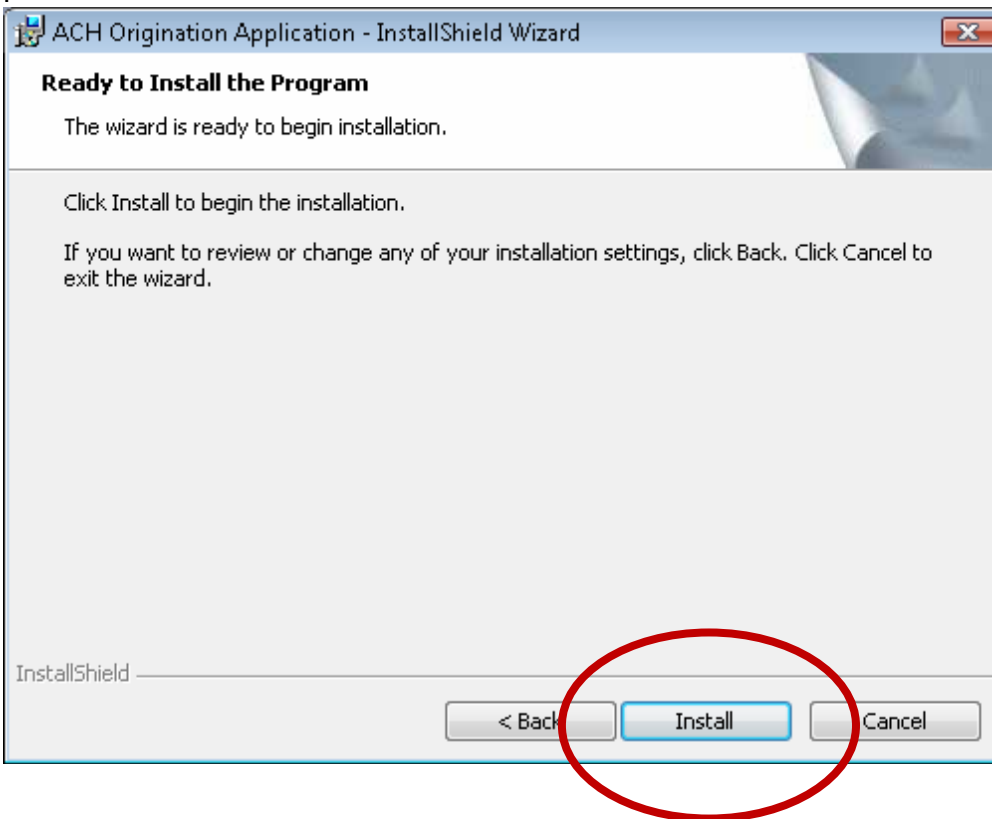 ACH Origination Application - InstallShield Wizard
Ready to Install the Program
The wizard is ready to begin installation.
Click Install to begin the installation.
If you want to review or change any of your installation settings, click Back. Click Cancel to
exit the wizard.
InstallShield
< Back
Install
Cancel